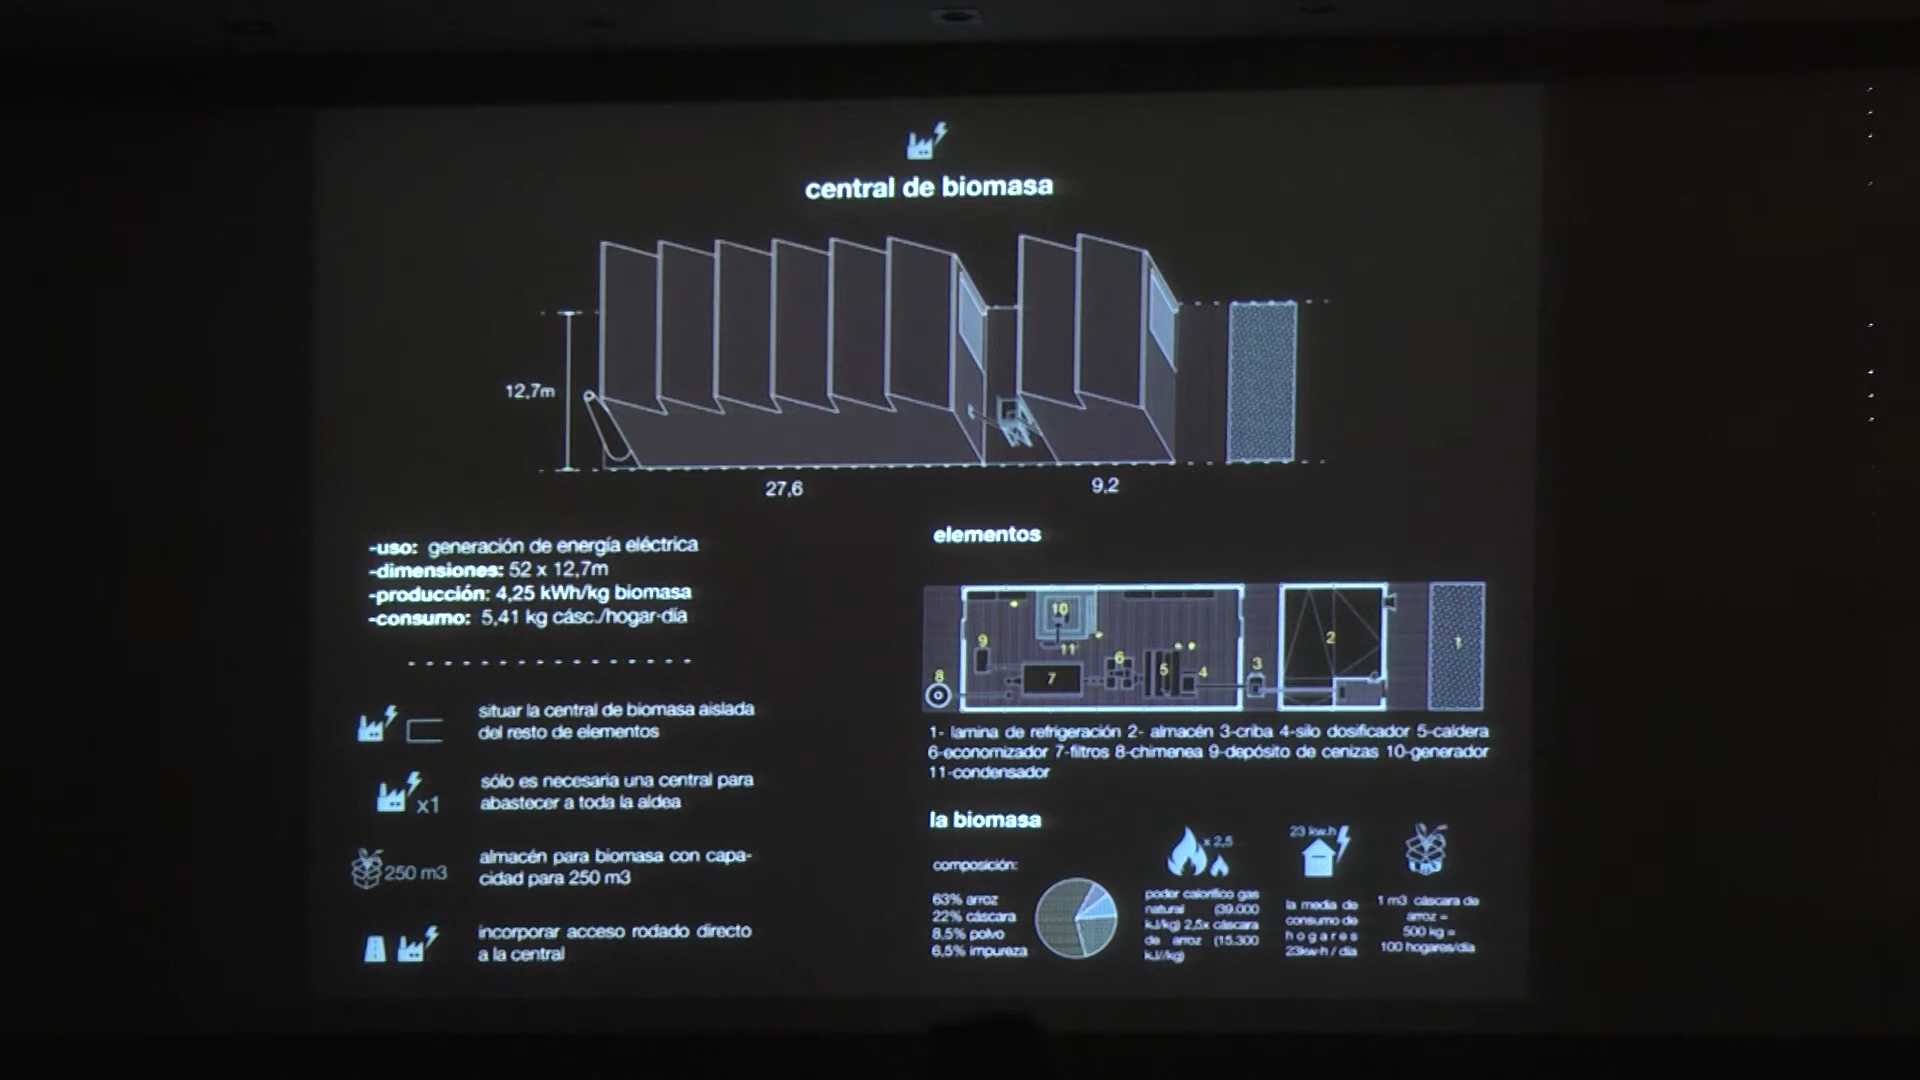 central de biomasa
12,7m
27,6
9,2
-uso: generación de energía eléctrica
-dimensiones: 52 x 12,7m
-producción: 4,25 kWh/kg biomasa
-consumo: 5,41 kg cásc./hogar-día
situar la central de biomasa aislada
del resto de elementos
x1
sólo es necesaria una central para
abastecer a toda la aldea
250 m3
almacén para biomasa con capa-
cidad para 250 m3
incorporar acceso rodado directo
a la central
elementos
10
9
11
8
7
6
5
4
3
2
1
1- lamina de refrigeración 2- almacén 3-criba 4-silo dosificador 5-caldera
6-economizador 7-filtros 8-chimenea 9-depósito de cenizas 10-generador
11-condensador
la biomasa
composición:
63% arroz
22% cáscara
8,5% polvo
6,5% impureza
x 2,5
poder calorífico gas
natural (39.000
kJ/kg) 2,5x cáscara
de arroz (15.300
kJ//kg)
23 kw.h
la media de
consumo de
hogares
23kw·h / día
1 m3 cáscara de
arroz =
500 kg =
100 hogares/día